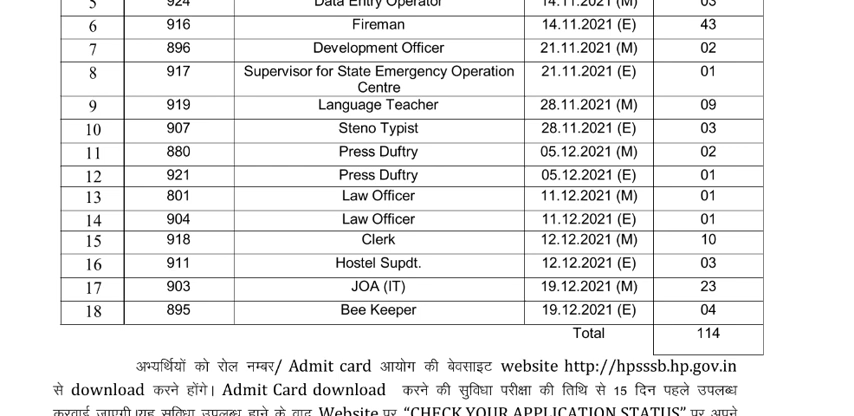 5 924 Data Entry Operator 14.11.2021 (M) 03
6 916 Fireman 14.11.2021 (E) 43
7 896 Development Officer 21.11.2021 (M) 02
8 917 Supervisor for State Emergency Operation 21.11.2021 (E) 01
Centre
9 919 Language Teacher 28.11.2021 (M) 09
10 907 Steno Typist 28.11.2021 (E) 03
11 880 Press Duftry 05.12.2021 (M) 02
12 921 Press Duftry 05.12.2021 (E) 01
13 801 Law Officer 11.12.2021 (M) 01
14 904 Law Officer 11.12.2021 (E) 01
15 918 Clerk 12.12.2021 (M) 10
16 911 Hostel Supdt. 12.12.2021 (E) 03
17 903 JOA (IT) 19.12.2021 (M) 23
18 895 Bee Keeper 19.12.2021 (E) 04
Total 114
अभ्यर्थियों को रोल नम्बर/ Admit card आयोग की बेवसाइट website http://hpsssb.hp.gov.in
से download करने होंगे। Admit Card download करने की सुविधा परीक्षा की तिथि से 15 दिन पहले उपलब्ध
करवाई जाएगी।यह सुविधा उपलब्ध होने के वाद Website पर “CHECK YOUR APPLICATION STATUS” पर अपने